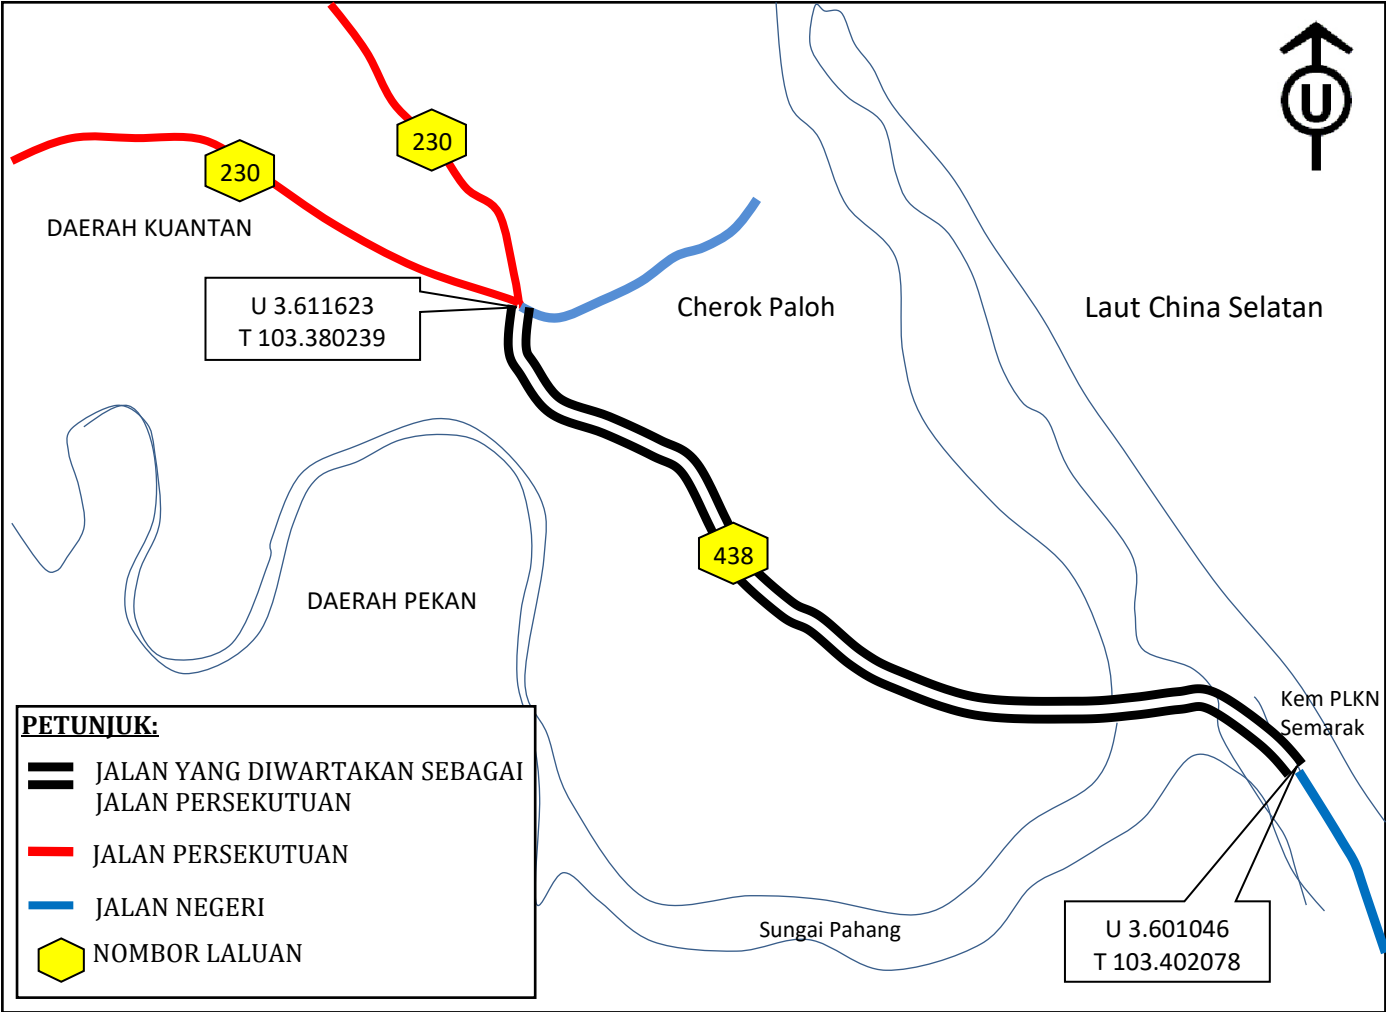 U
230
230
DAERAH KUANTAN
U 3.611623
T 103.380239
Cherok Paloh
Laut China Selatan
438
DAERAH PEKAN
Kem PLKN
Semarak
PETUNJUK:
JALAN YANG DIWARTAKAN SEBAGAI
JALAN PERSEKUTUAN
JALAN PERSEKUTUAN
JALAN NEGERI
NOMBOR LALUAN
Sungai Pahang
U 3.601046
T 103.402078